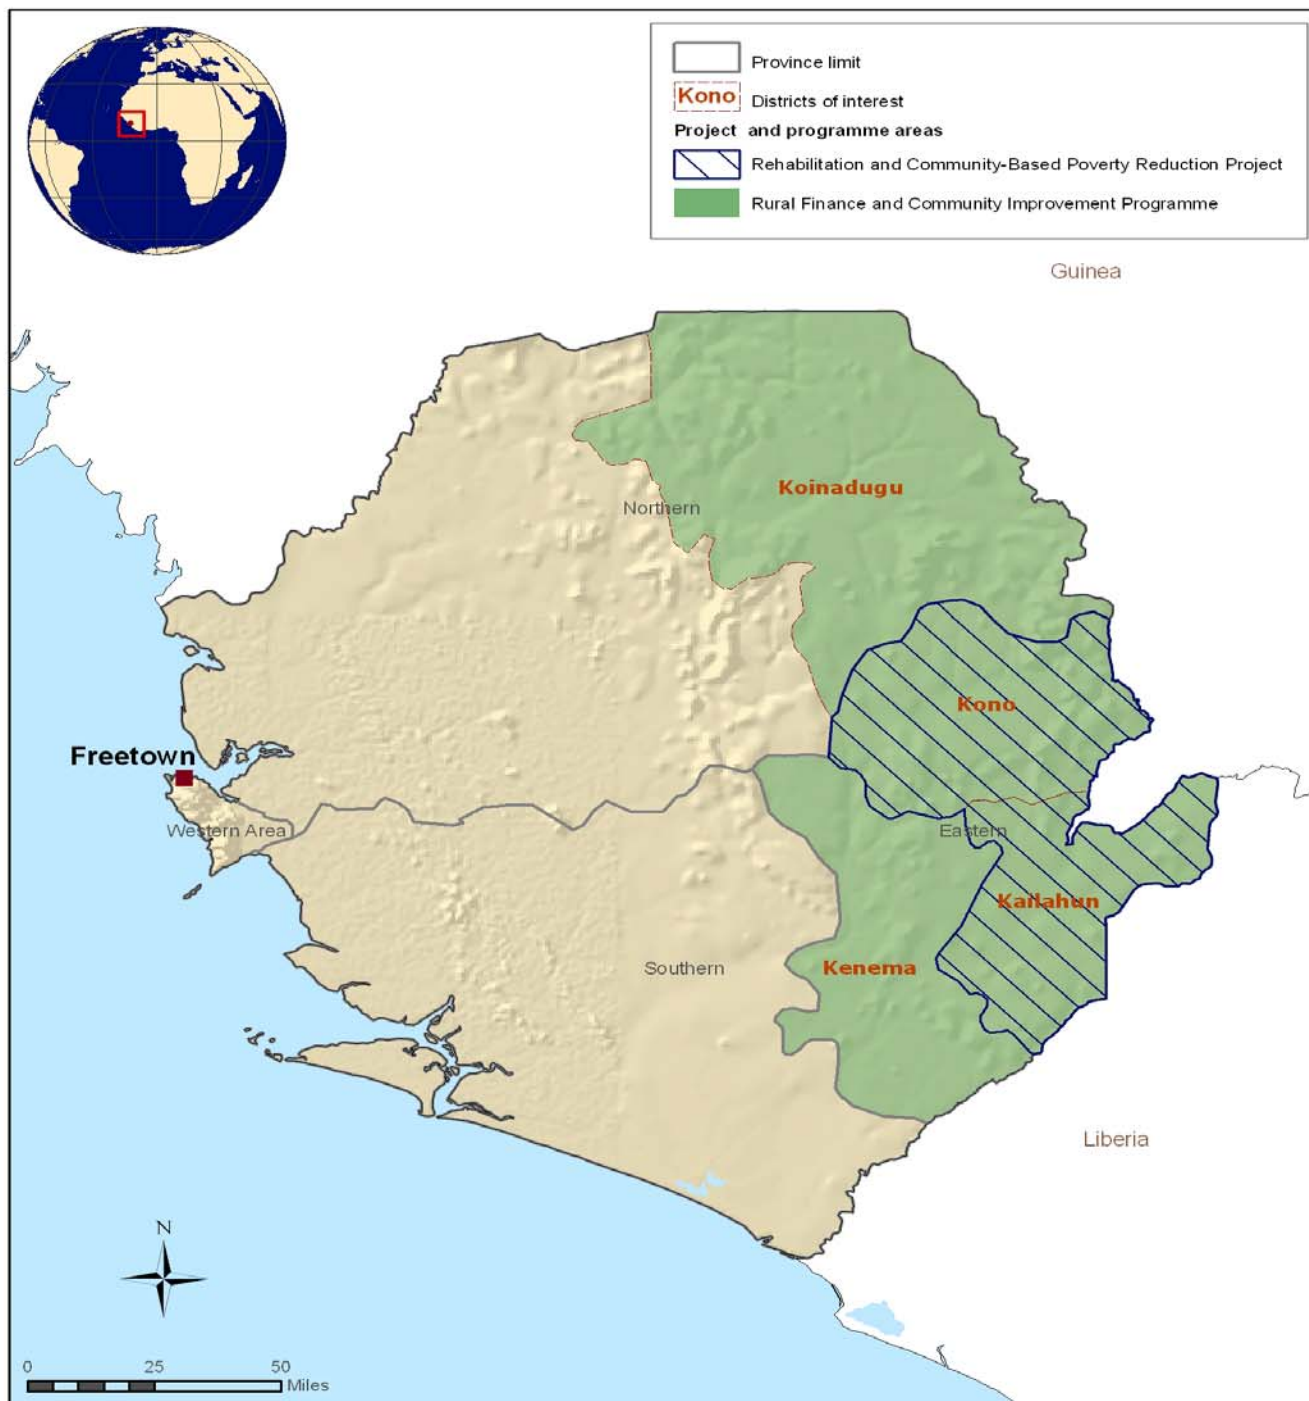 Province limit
Kono Districts of interest
Project and programme areas
Rehabilitation and Community-Based Poverty Reduction Project
Rural Finance and Community Improvement Programme
Guinea
Koinadugu
Northern
Kono
Freetown
Western Area
Eastern
Kailahun
Southern
Kenema
Liberia
N
0 25 50
Miles